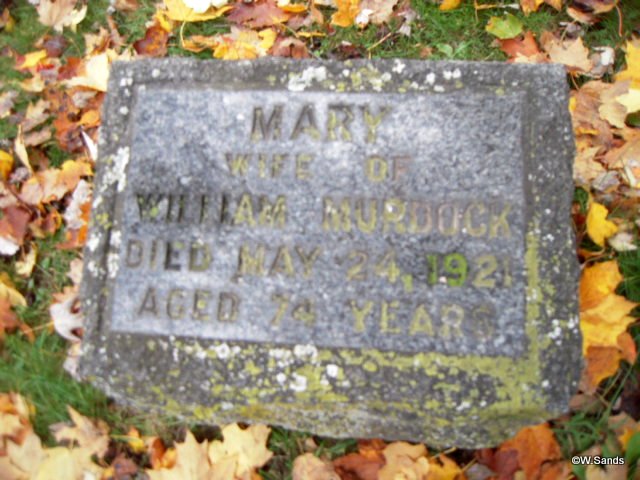 MARY
WIFE OF
WILLIAM MURDOCK
DIED MAY 24, 1921
AGED 74 YEARS
©W.Sands